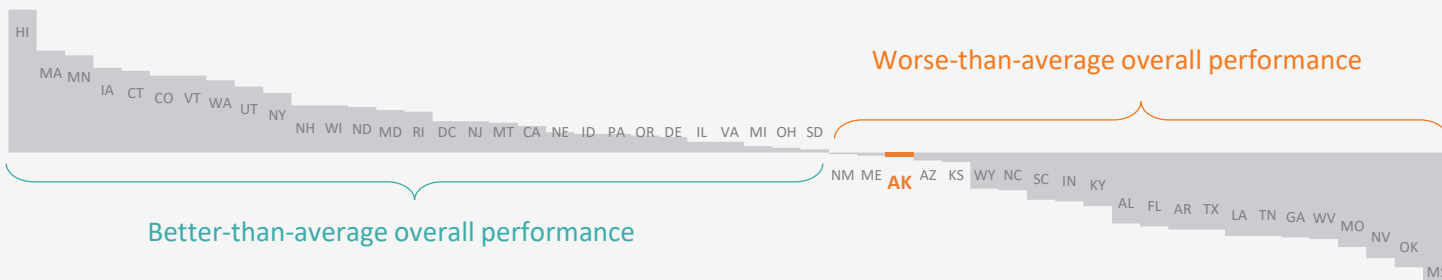 HI
MA MN IA CT CO VT WA UT NY NH WI ND MD RI DC NJ MT CA NE ID PA OR DE IL VA MI OH SD
Worse-than-average overall performance
NM ME AK AZ KS WY NC SC IN KY AL FL AR TX LA TN GA WV MO NV OK
Better-than-average overall performance